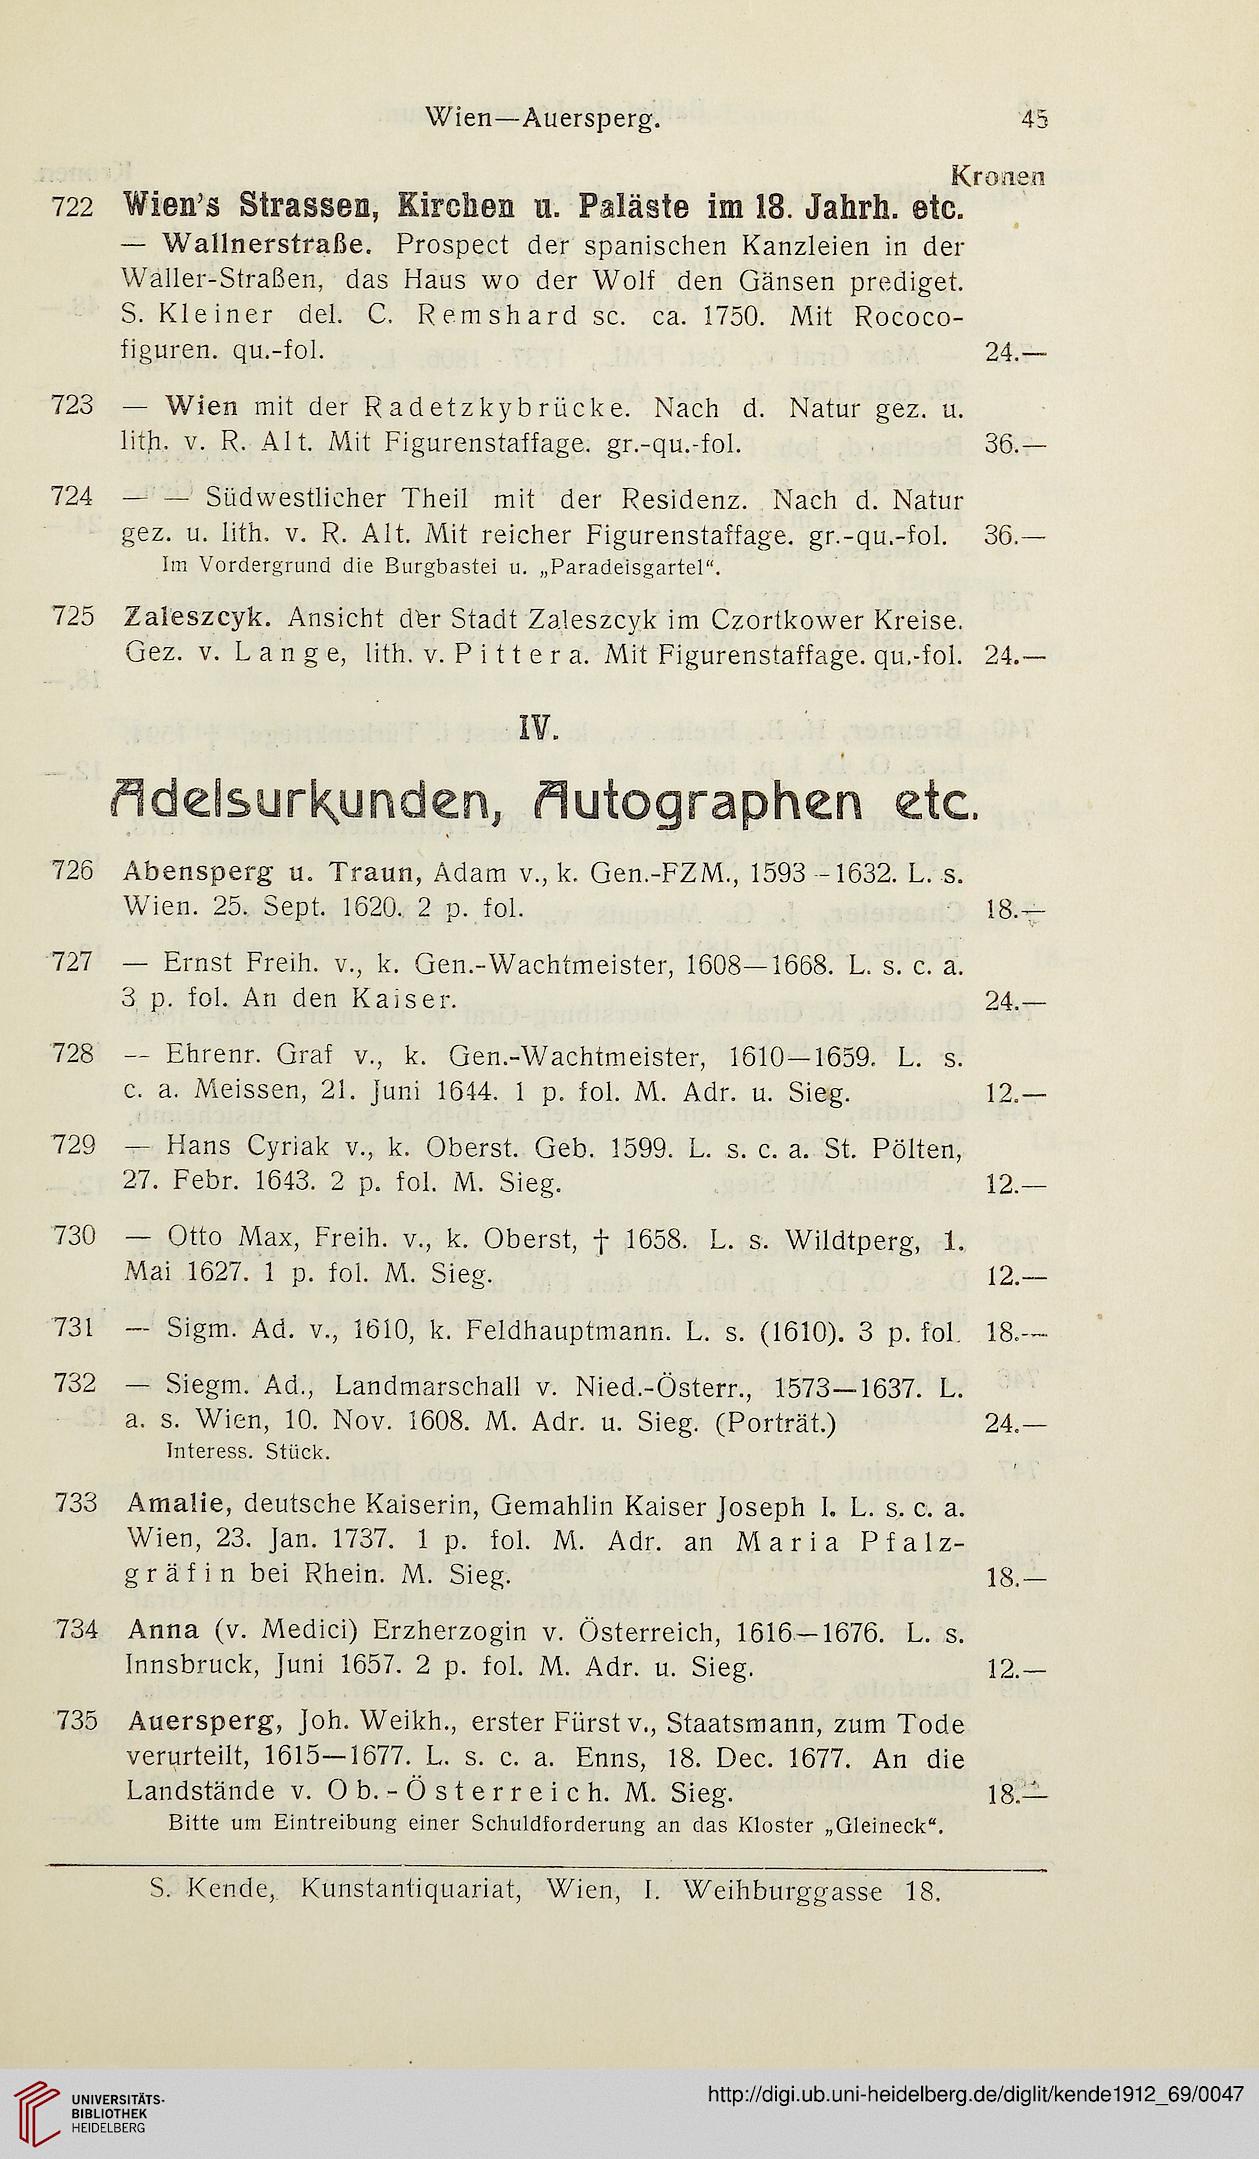 Wien—Auersperg. 45
Kronen
722 Wien's Strassen, Kirchen u. Paläste im 18. Jahrh. etc.
— Wallnerstraße. Prospect der spanischen Kanzleien in der
Waller-Straßen, das Haus wo der Wolf den Gänsen prediget.
S. Kleiner del. C. Remshard sc. ca. 1750. Mit Rococo-
figuren. qu.-fol. 24.—
723 — Wien mit der Radetzkybrücke. Nach d. Natur gez. u.
lith. v. R. Alt. Mit Figurenstaffage. gr.-qu.-fol. 36.—
724 — — Südwestlicher Theil mit der Residenz. Nach d. Natur
gez. u. lith. v. R. Alt. Mit reicher Figurenstaffage. gr.-qu.-fol. 36.—
Im Vordergrund die Burgbastei u. „Paradeisgartel“.
725 Zaleszcyk. Ansicht der Stadt Zaleszcyk im Czortkower Kreise.
Gez. v. Lange, lith. v. Pittera. Mit Figurenstaffage. qu.-fol. 24.—
IV.
Adelsurkunden, Autographen etc.
726 Abensperg u. Traun, Adam v., k. Gen.-FZM., 1593-1632. L. s.
Wien. 25. Sept. 1620. 2 p. fol. 18.—
727 — Ernst Freih. v., k. Gen.-Wachtmeister, 1608—1668. L. s. c. a.
3 p. fol. An den Kaiser. 24.—
728 — Ehrenr. Graf v., k. Gen.-Wachtmeister, 1610—1659. L. s.
c. a. Meissen, 21. Juni 1644. 1 p. fol. M. Adr. u. Sieg. 12.—
729 — Hans Cyriak v., k. Oberst. Geb. 1599. L. s. c. a. St. Pölten,
27. Febr. 1643. 2 p. fol. M. Sieg. 12.—
730 — Otto Max, Freih. v., k. Oberst, † 1658. L. s. Wildtperg, 1.
Mai 1627. 1 p. fol. M. Sieg. 12.—
731 — Sigm. Ad. v., 1610, k. Feldhauptmann. L. s. (1610). 3 p. fol. 18.—
732 — Siegm. Ad., Landmarschall v. Nied.-Österr., 1573—1637. L.
a. s. Wien, 10. Nov. 1608. M. Adr. u. Sieg. (Porträt.) 24.—
Interess. Stück.
733 Amalie, deutsche Kaiserin, Gemahlin Kaiser Joseph I. L. s. c. a.
Wien, 23. Jan. 1737. 1 p. fol. M. Adr. an Maria Pfalz-
gräfin bei Rhein. M. Sieg. 18.—
734 Anna (v. Medici) Erzherzogin v. Österreich, 1616—1676. L. s.
Innsbruck, Juni 1657. 2 p. fol. M. Adr. u. Sieg. 12.—
735 Auersperg, Joh. Weikh., erster Fürst v., Staatsmann, zum Tode
verurteilt, 1615—1677. L. s. c. a. Enns, 18. Dec. 1677. An die
Landstände v. Ob.-Österreich. M. Sieg. 18.—
Bitte um Eintreibung einer Schuldforderung an das Kloster „Gleineck“.
S. Kende, Kunstantiquariat, Wien, I. Weihburggasse 18.
UNIVERSITÄTS-
BIBLIOTHEK
HEIDELBERG
http://digi.ub.uni-heidelberg.de/diglit/kende1912_69/0047